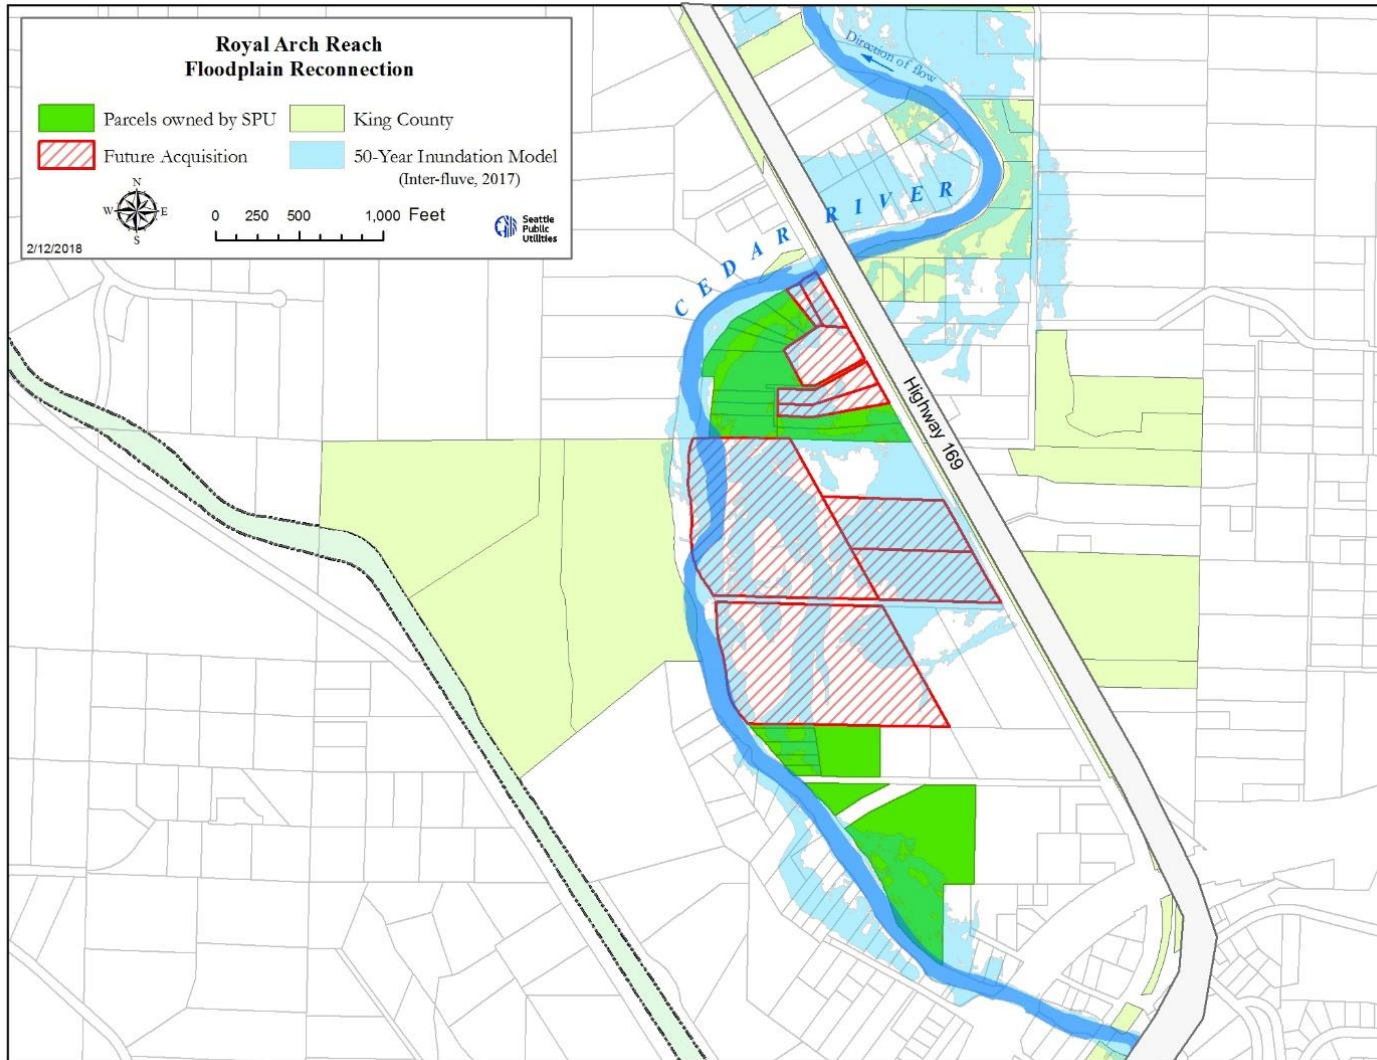 Royal Arch Reach
Floodplain Reconnection
Parcels owned by SPU
King County
Future Acquisition
50-Year Inundation Model
(Inter-fluve, 2017)
N
W
E
S
0 250 500 1,000 Feet
Seattle
Public
Utilities
2/12/2018
Direction of flow
CEDAR RIVER
Highway 169